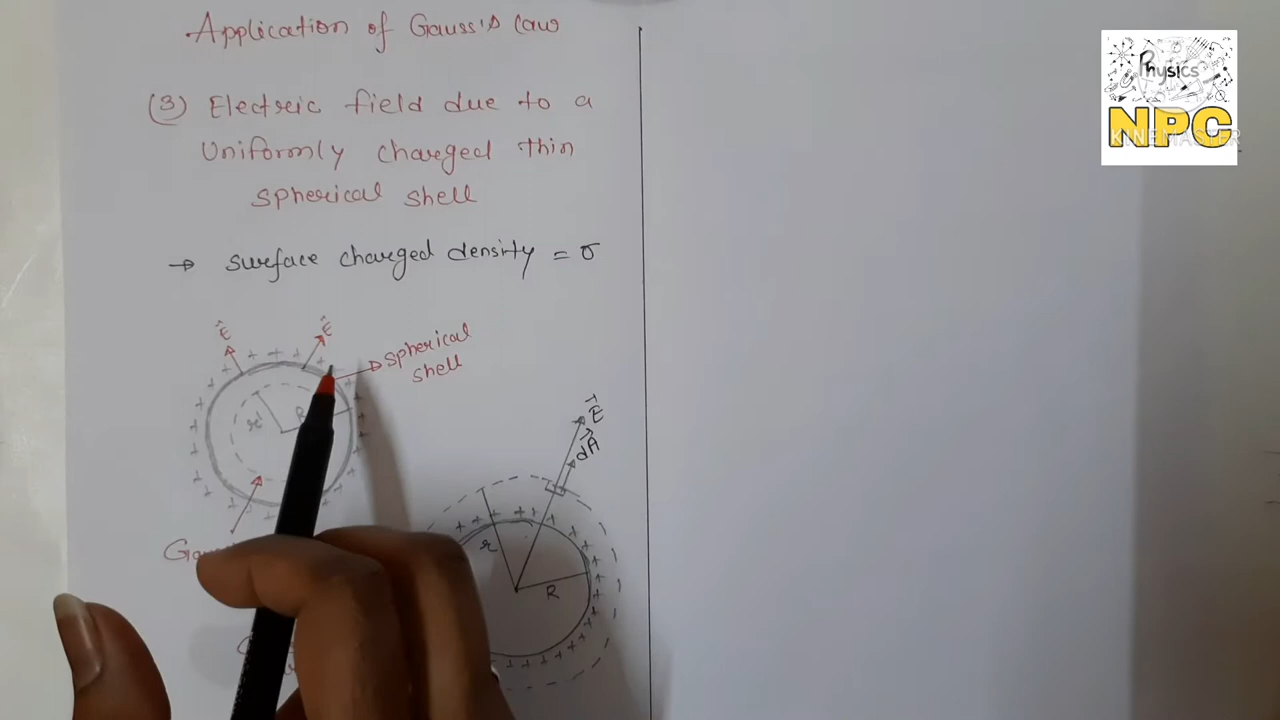 Application of Gauss's law
(3) Electric field due to a
Uniformly charged thin
spherical shell
→ surface charged density = σ
E
E
spherical
shell
r'
R
E
dA
r
R
Physics
NPC
KINEMASTER